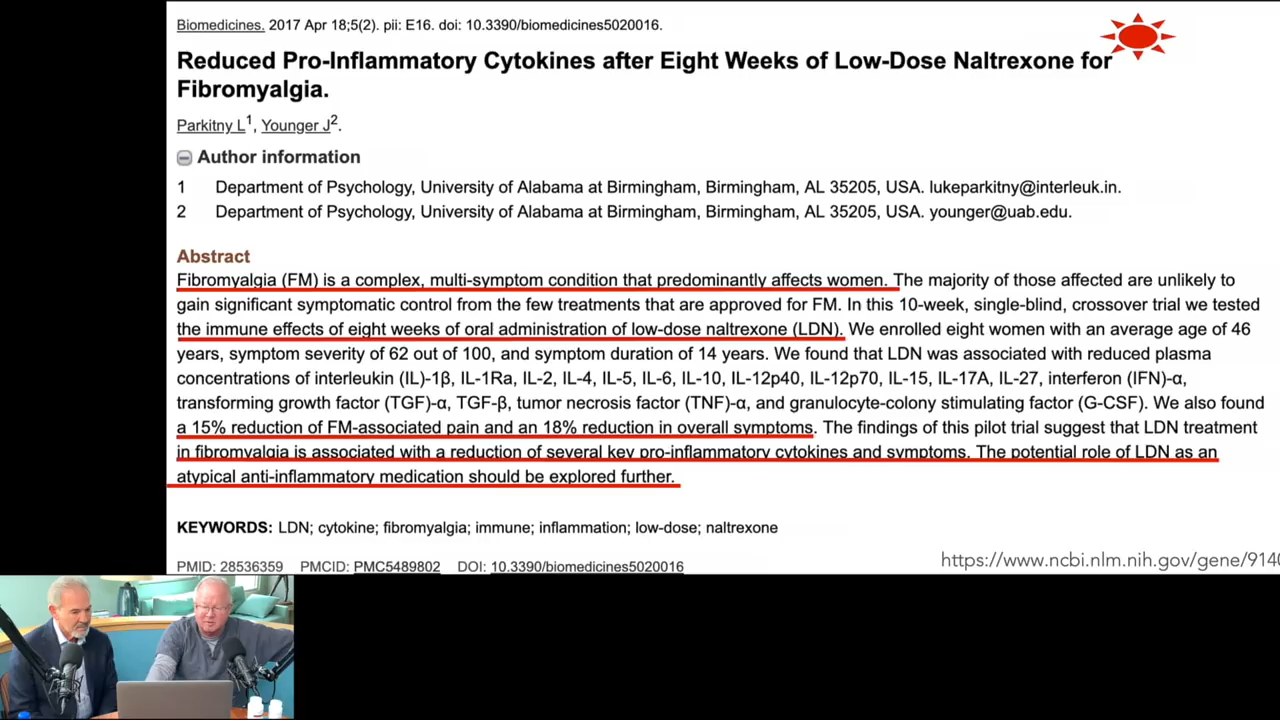 Biomedicines. 2017 Apr 18;5(2). pii: E16. doi: 10.3390/biomedicines5020016.
Reduced Pro-Inflammatory Cytokines after Eight Weeks of Low-Dose Naltrexone for
Fibromyalgia.
Parkitny L1, Younger J2.
Author information
1 Department of Psychology, University of Alabama at Birmingham, Birmingham, AL 35205, USA. lukeparkitny@interleuk.in.
2 Department of Psychology, University of Alabama at Birmingham, Birmingham, AL 35205, USA. younger@uab.edu.
Abstract
Fibromyalgia (FM) is a complex, multi-symptom condition that predominantly affects women. The majority of those affected are unlikely to
gain significant symptomatic control from the few treatments that are approved for FM. In this 10-week, single-blind, crossover trial we tested
the immune effects of eight weeks of oral administration of low-dose naltrexone (LDN). We enrolled eight women with an average age of 46
years, symptom severity of 62 out of 100, and symptom duration of 14 years. We found that LDN was associated with reduced plasma
concentrations of interleukin (IL)-1β, IL-1Ra, IL-2, IL-4, IL-5, IL-6, IL-10, IL-12p40, IL-12p70, IL-15, IL-17A, IL-27, interferon (IFN)-α,
transforming growth factor (TGF)-α, TGF-β, tumor necrosis factor (TNF)-α, and granulocyte-colony stimulating factor (G-CSF). We also found
a 15% reduction of FM-associated pain and an 18% reduction in overall symptoms. The findings of this pilot trial suggest that LDN treatment
in fibromyalgia is associated with a reduction of several key pro-inflammatory cytokines and symptoms. The potential role of LDN as an
atypical anti-inflammatory medication should be explored further.
KEYWORDS: LDN; cytokine; fibromyalgia; immune; inflammation; low-dose; naltrexone
PMID: 28536359 PMCID: PMC5489802 DOI: 10.3390/biomedicines5020016
https://www.ncbi.nlm.nih.gov/gene/9140